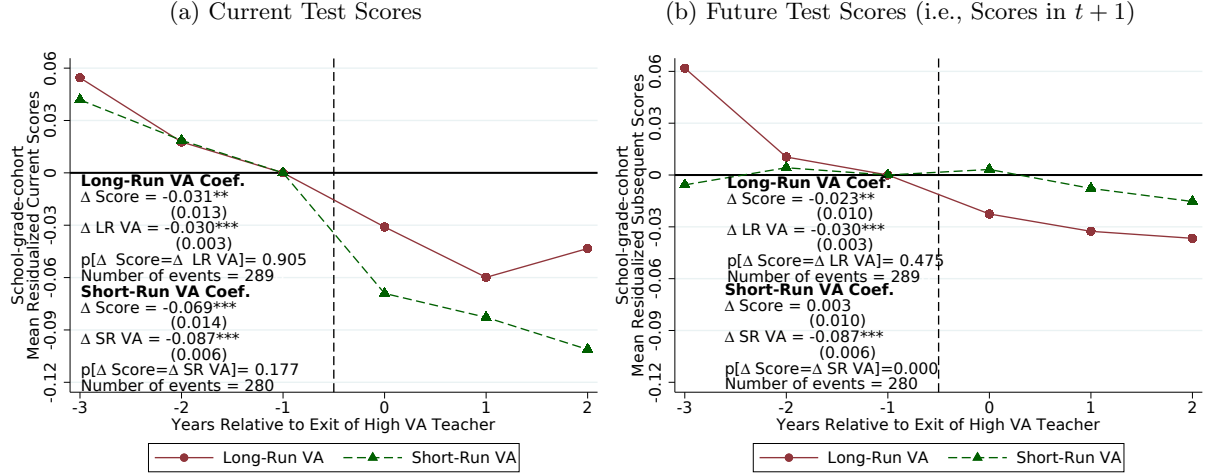 (a) Current Test Scores
School-grade-cohort
Mean Residualized Current Scores
0.06
0.03
0
-0.03
-0.06
-0.09
-0.12
Long-Run VA Coef.
Δ Score = -0.031**
(0.013)
Δ LR VA = -0.030***
(0.003)
p[Δ Score=Δ LR VA]= 0.905
Number of events = 289
Short-Run VA Coef.
Δ Score = -0.069***
(0.014)
Δ SR VA = -0.087***
(0.006)
p[Δ Score=Δ SR VA]= 0.177
Number of events = 280
-3 -2 -1 0 1 2
Years Relative to Exit of High VA Teacher
Long-Run VA Short-Run VA
(b) Future Test Scores (i.e., Scores in t + 1)
School-grade-cohort
Mean Residualized Subsequent Scores
0.06
0.03
0
-0.03
-0.06
-0.09
-0.12
Long-Run VA Coef.
Δ Score = -0.023**
(0.010)
Δ LR VA = -0.030***
(0.003)
p[Δ Score=Δ LR VA]= 0.475
Number of events = 289
Short-Run VA Coef.
Δ Score = 0.003
(0.010)
Δ SR VA = -0.087***
(0.006)
p[Δ Score=Δ SR VA]=0.000
Number of events = 280
-3 -2 -1 0 1 2
Years Relative to Exit of High VA Teacher
Long-Run VA Short-Run VA